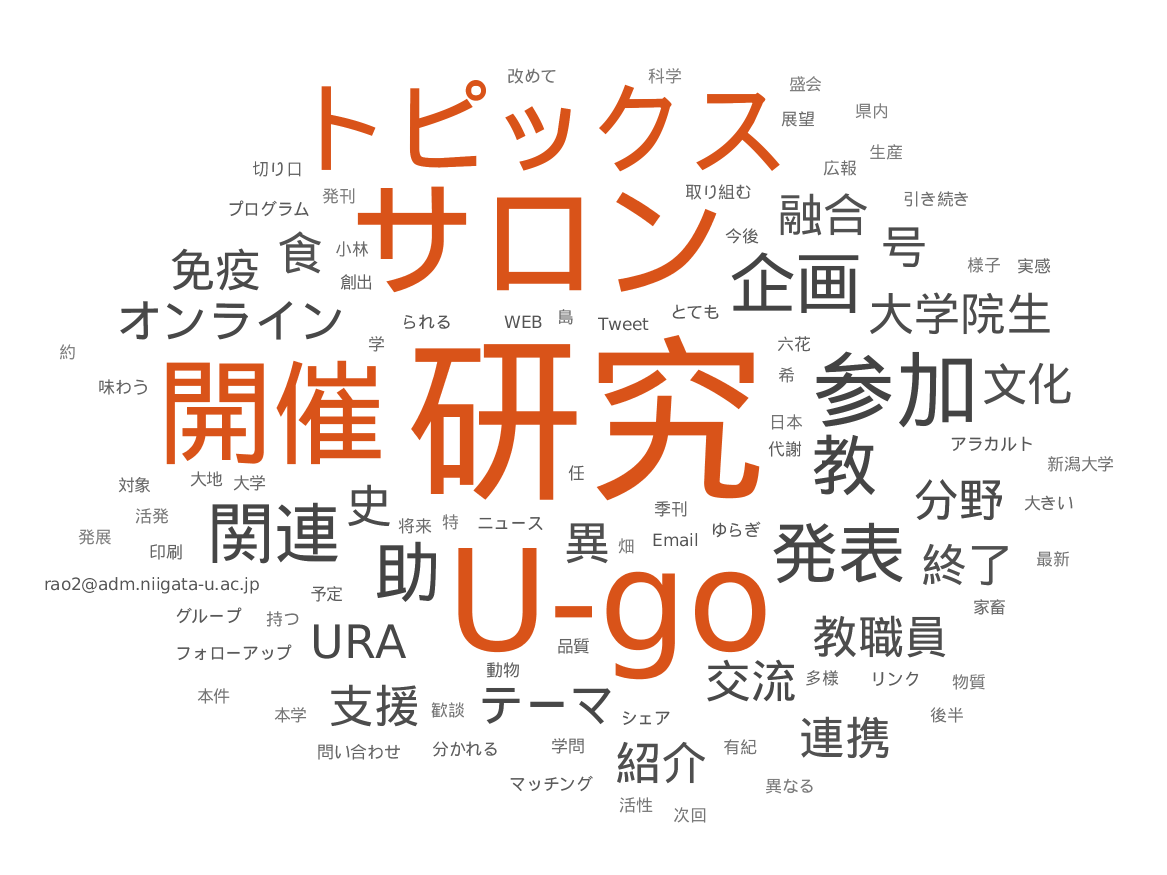 改めて
科学
盛会
トピックス
展望
県内
生産
切り口
広報
発刊
サロン
取り組む
融合
引き続き
プログラム
今後
号
小林
食
免疫
企画
様子
実感
創出
とても
大学院生
オンライン
られる
WEB
島
Tweet
学
六花
約
研究
参加
文化
味わう
開催
希
日本
代謝
教
アラカルト
新潟大学
任
対象
大地
大学
分野
大きい
史
季刊
活発
関連
将来
特
ニュース
異
畑
Email
ゆらぎ
発表
発展
印刷
助
終了
最新
rao2@adm.niigata-u.ac.jp
予定
U-go
家畜
グループ
持つ
URA
品質
教職員
フォローアップ
動物
交流
多様
リンク
物質
本件
本学
支援
歓談
テーマ
シェア
後半
連携
問い合わせ
分かれる
学問
紹介
有紀
マッチング
異なる
活性
次回